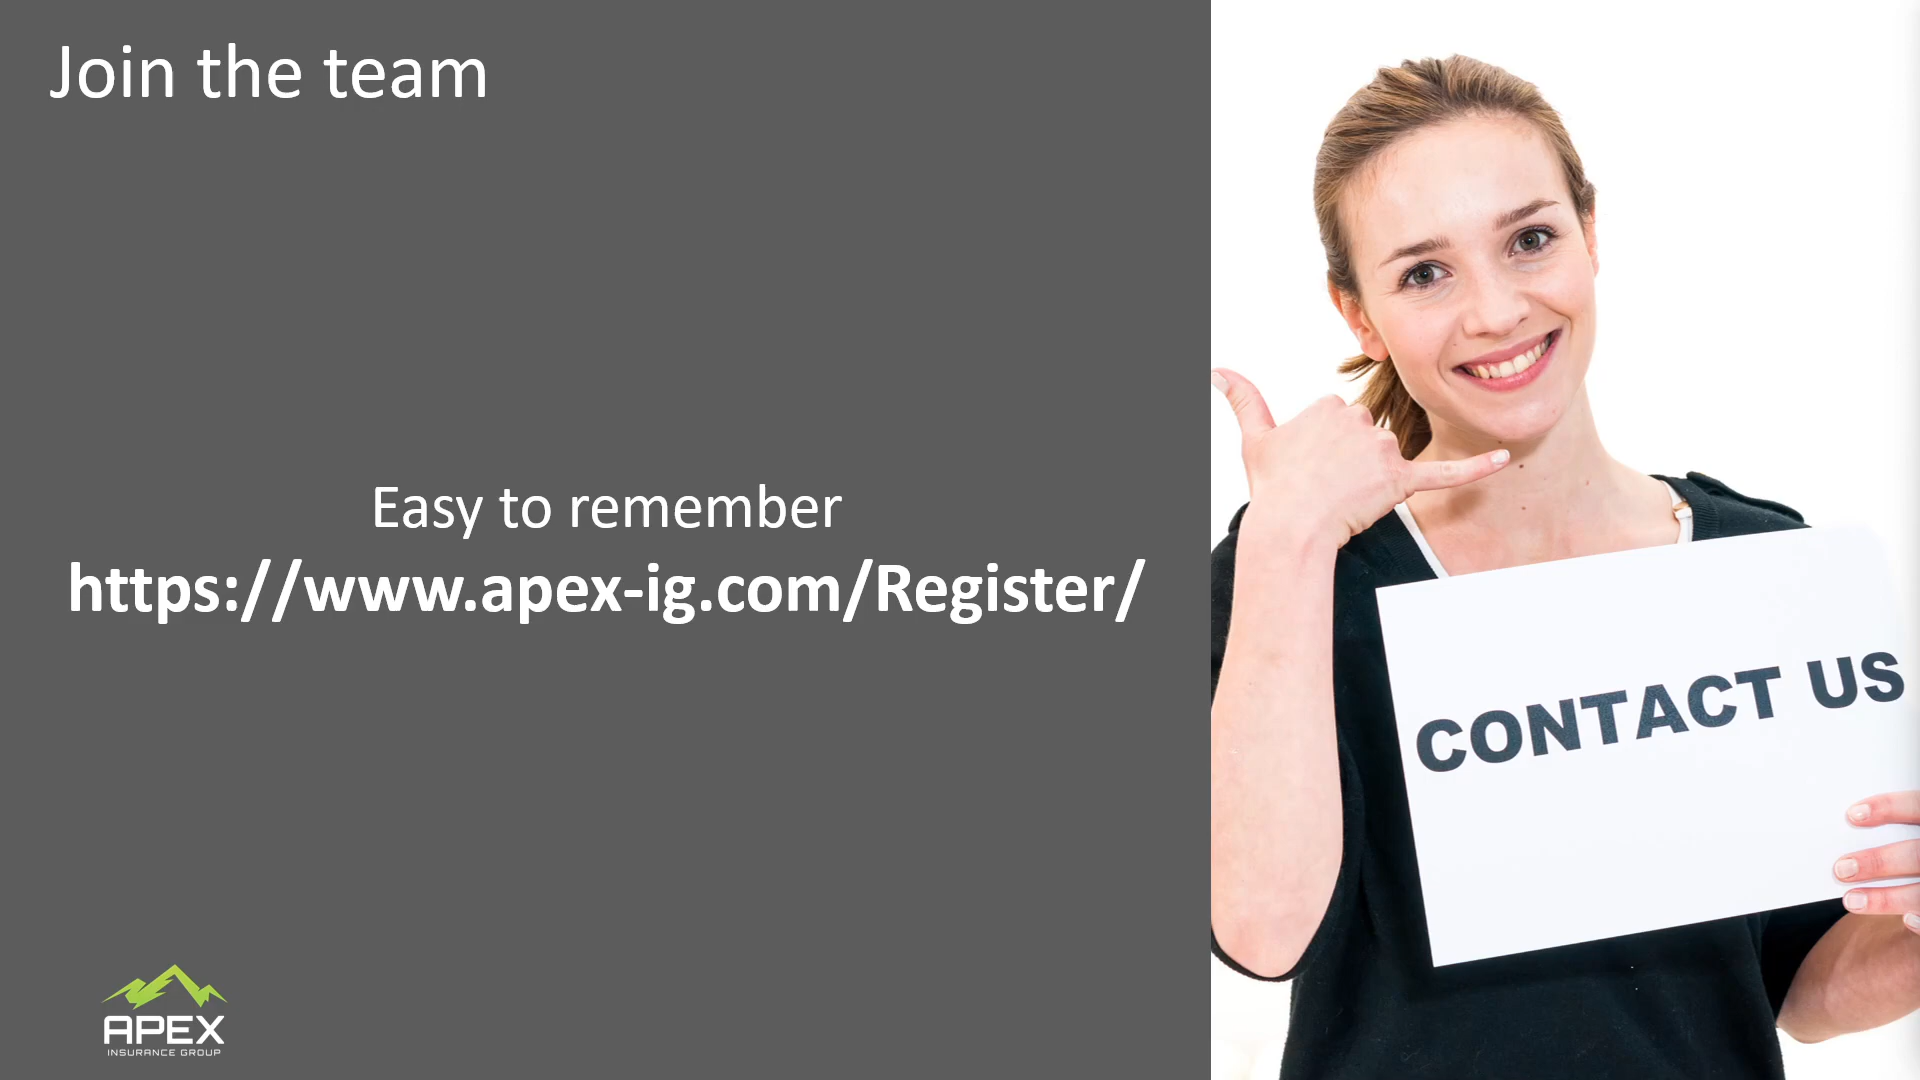 Join the team
Easy to remember
https://www.apex-ig.com/Register/
CONTACT US
APEX
INSURANCE GROUP